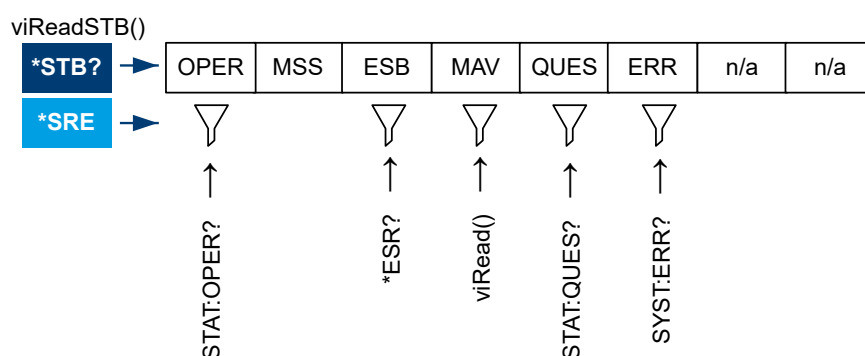 viReadSTB()
*STB?
OPER
MSS
ESB
MAV
QUES
ERR
n/a
n/a
*SRE
STAT:OPER?
*ESR?
viRead()
STAT:QUES?
SYST:ERR?